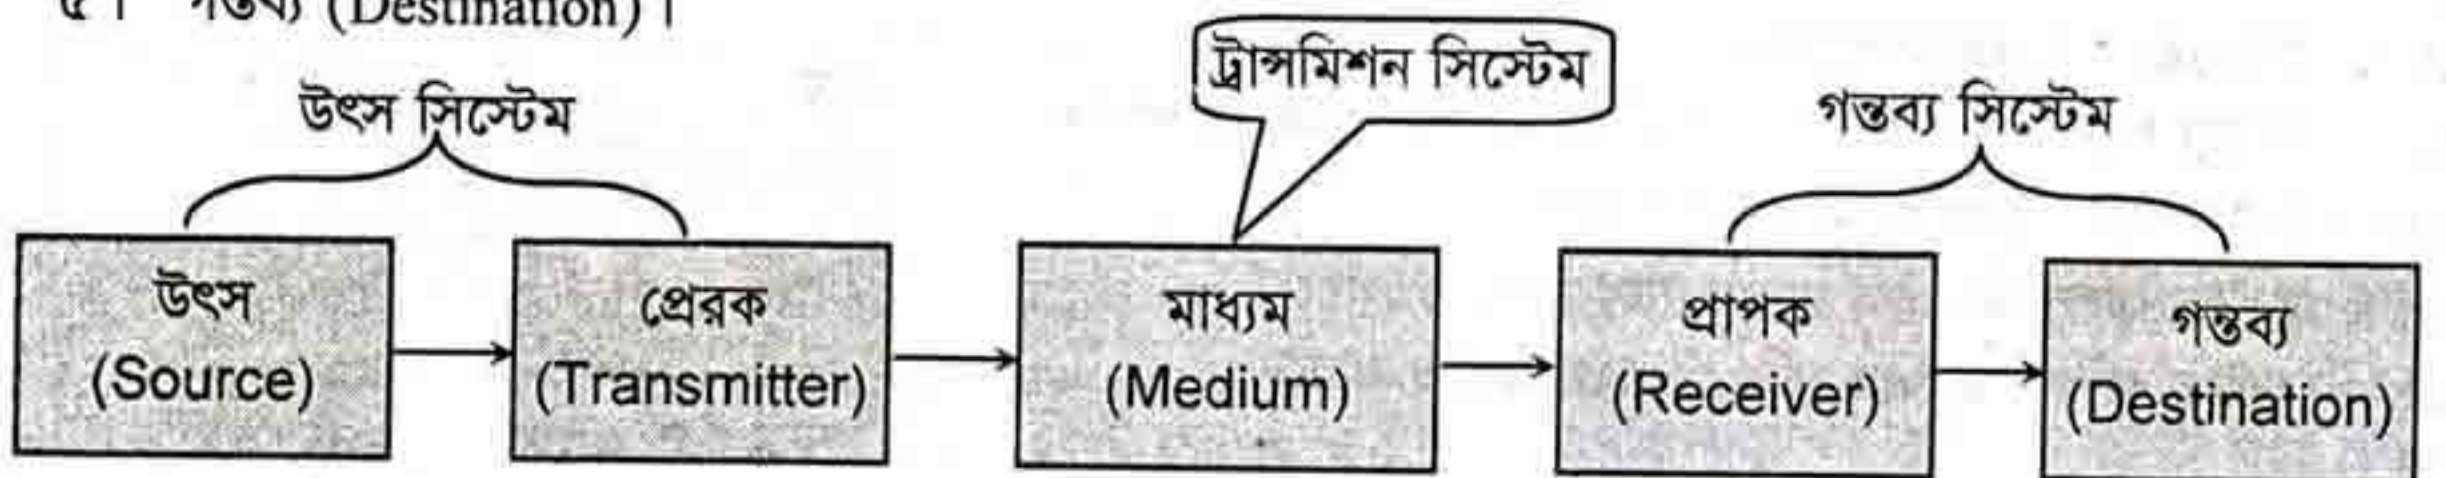 ৫। গন্তব্য (Destination)।
ট্রান্সমিশন সিস্টেম
উৎস সিস্টেম
গন্তব্য সিস্টেম
উৎস
(Source)
প্রেরক
(Transmitter)
মাধ্যম
(Medium)
প্রাপক
(Receiver)
গন্তব্য
(Destination)